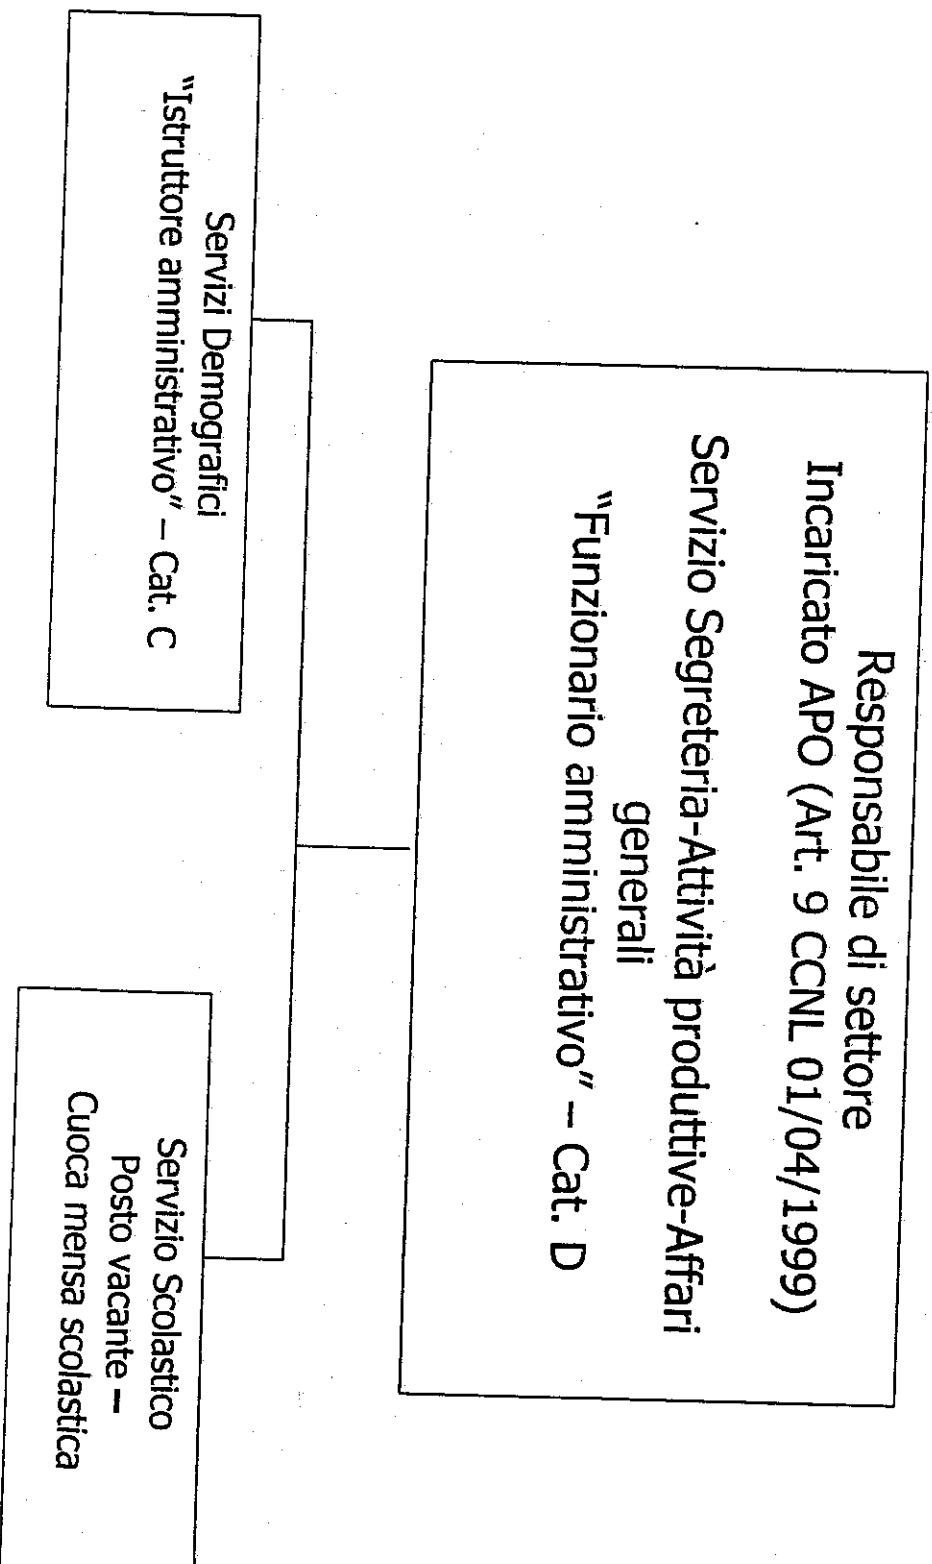 Responsabile di settore
Incaricato APO (Art. 9 CCNL 01/04/1999)
Servizio Segreteria-Attività produttive-Affari
generali
“Funzionario amministrativo” – Cat. D
Servizi Demografici
“Istruttore amministrativo” – Cat. C
Servizio Scolastico
Posto vacante –
Cuoca mensa scolastica